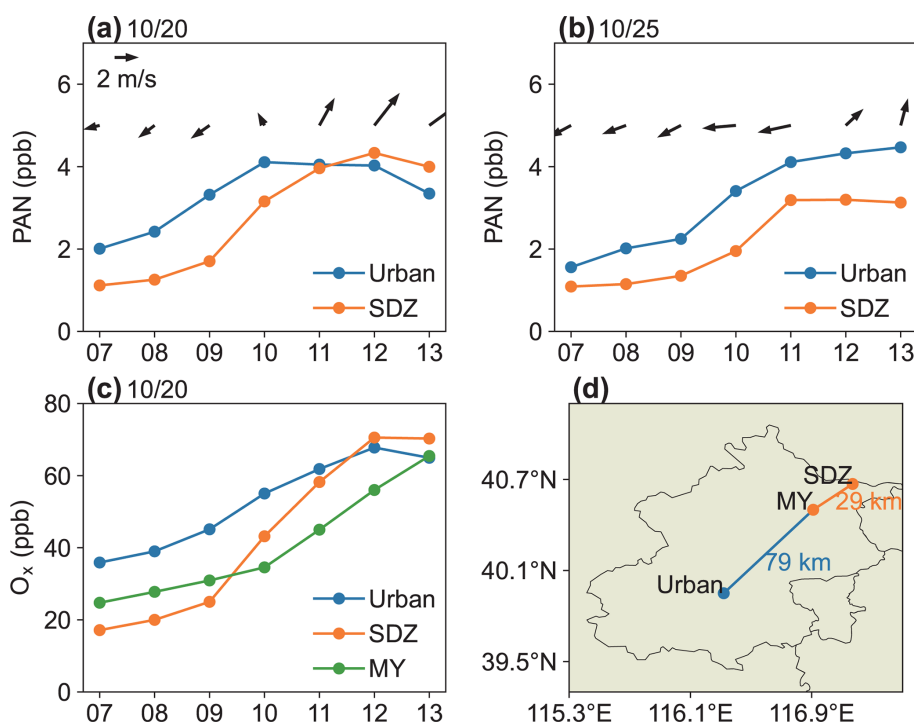 (a) 10/20
PAN (ppb)
6
4
2
0
2 m/s
Urban
SDZ
07 08 09 10 11 12 13
(b) 10/25
PAN (pbb)
6
4
2
0
Urban
SDZ
07 08 09 10 11 12 13
(c) 10/20
Ox (ppb)
80
60
40
20
0
Urban
SDZ
MY
07 08 09 10 11 12 13
(d)
40.7°N
40.1°N
39.5°N
SDZ
MY
29 km
79 km
Urban
115.3°E 116.1°E 116.9°E